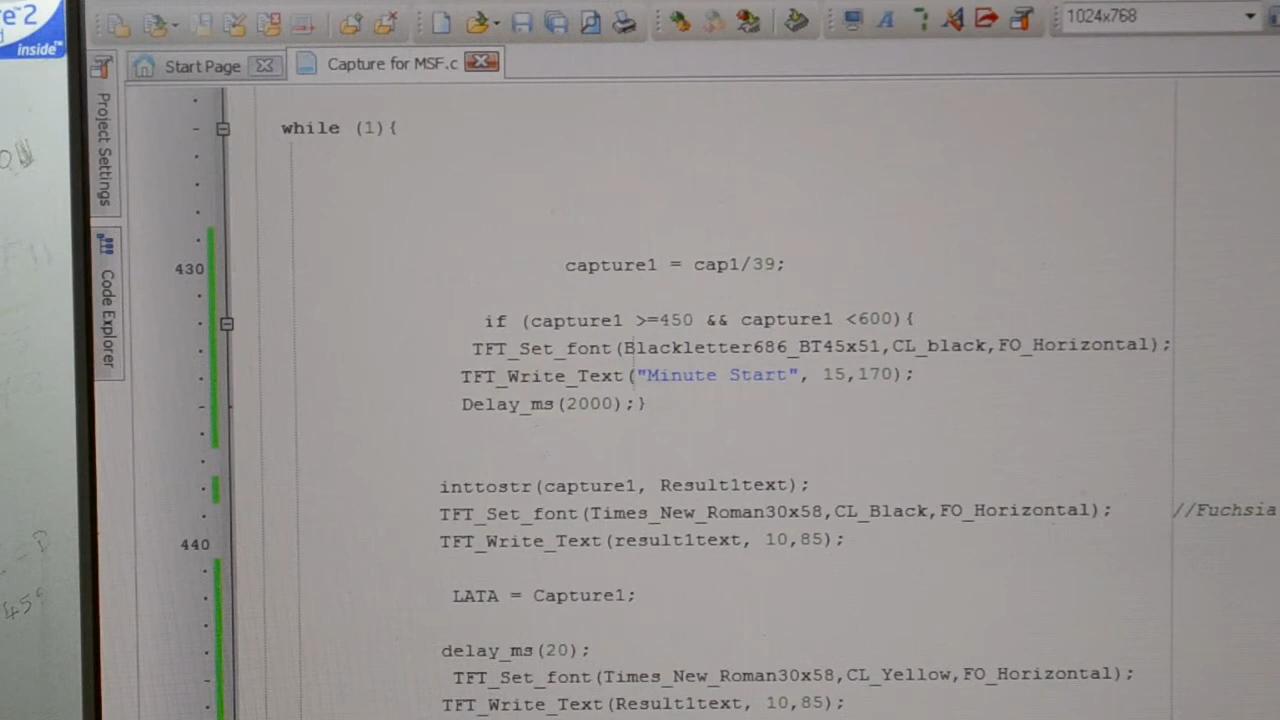 inside™
1024x768
Start Page
Capture for MSF.c
Project Settings
Code Explorer
while (1){
430
capture1 = cap1/39;
if (capture1 >=450 && capture1 <600){
TFT_Set_font(Blackletter686_BT45x51,CL_black,FO_Horizontal);
TFT_Write_Text("Minute Start", 15,170);
Delay_ms(2000);}
inttostr(capture1, Result1text);
TFT_Set_font(Times_New_Roman30x58,CL_Black,FO_Horizontal); //Fuchsia
440
TFT_Write_Text(result1text, 10,85);
LATA = Capture1;
delay_ms(20);
TFT_Set_font(Times_New_Roman30x58,CL_Yellow,FO_Horizontal);
TFT_Write_Text(Result1text, 10,85);